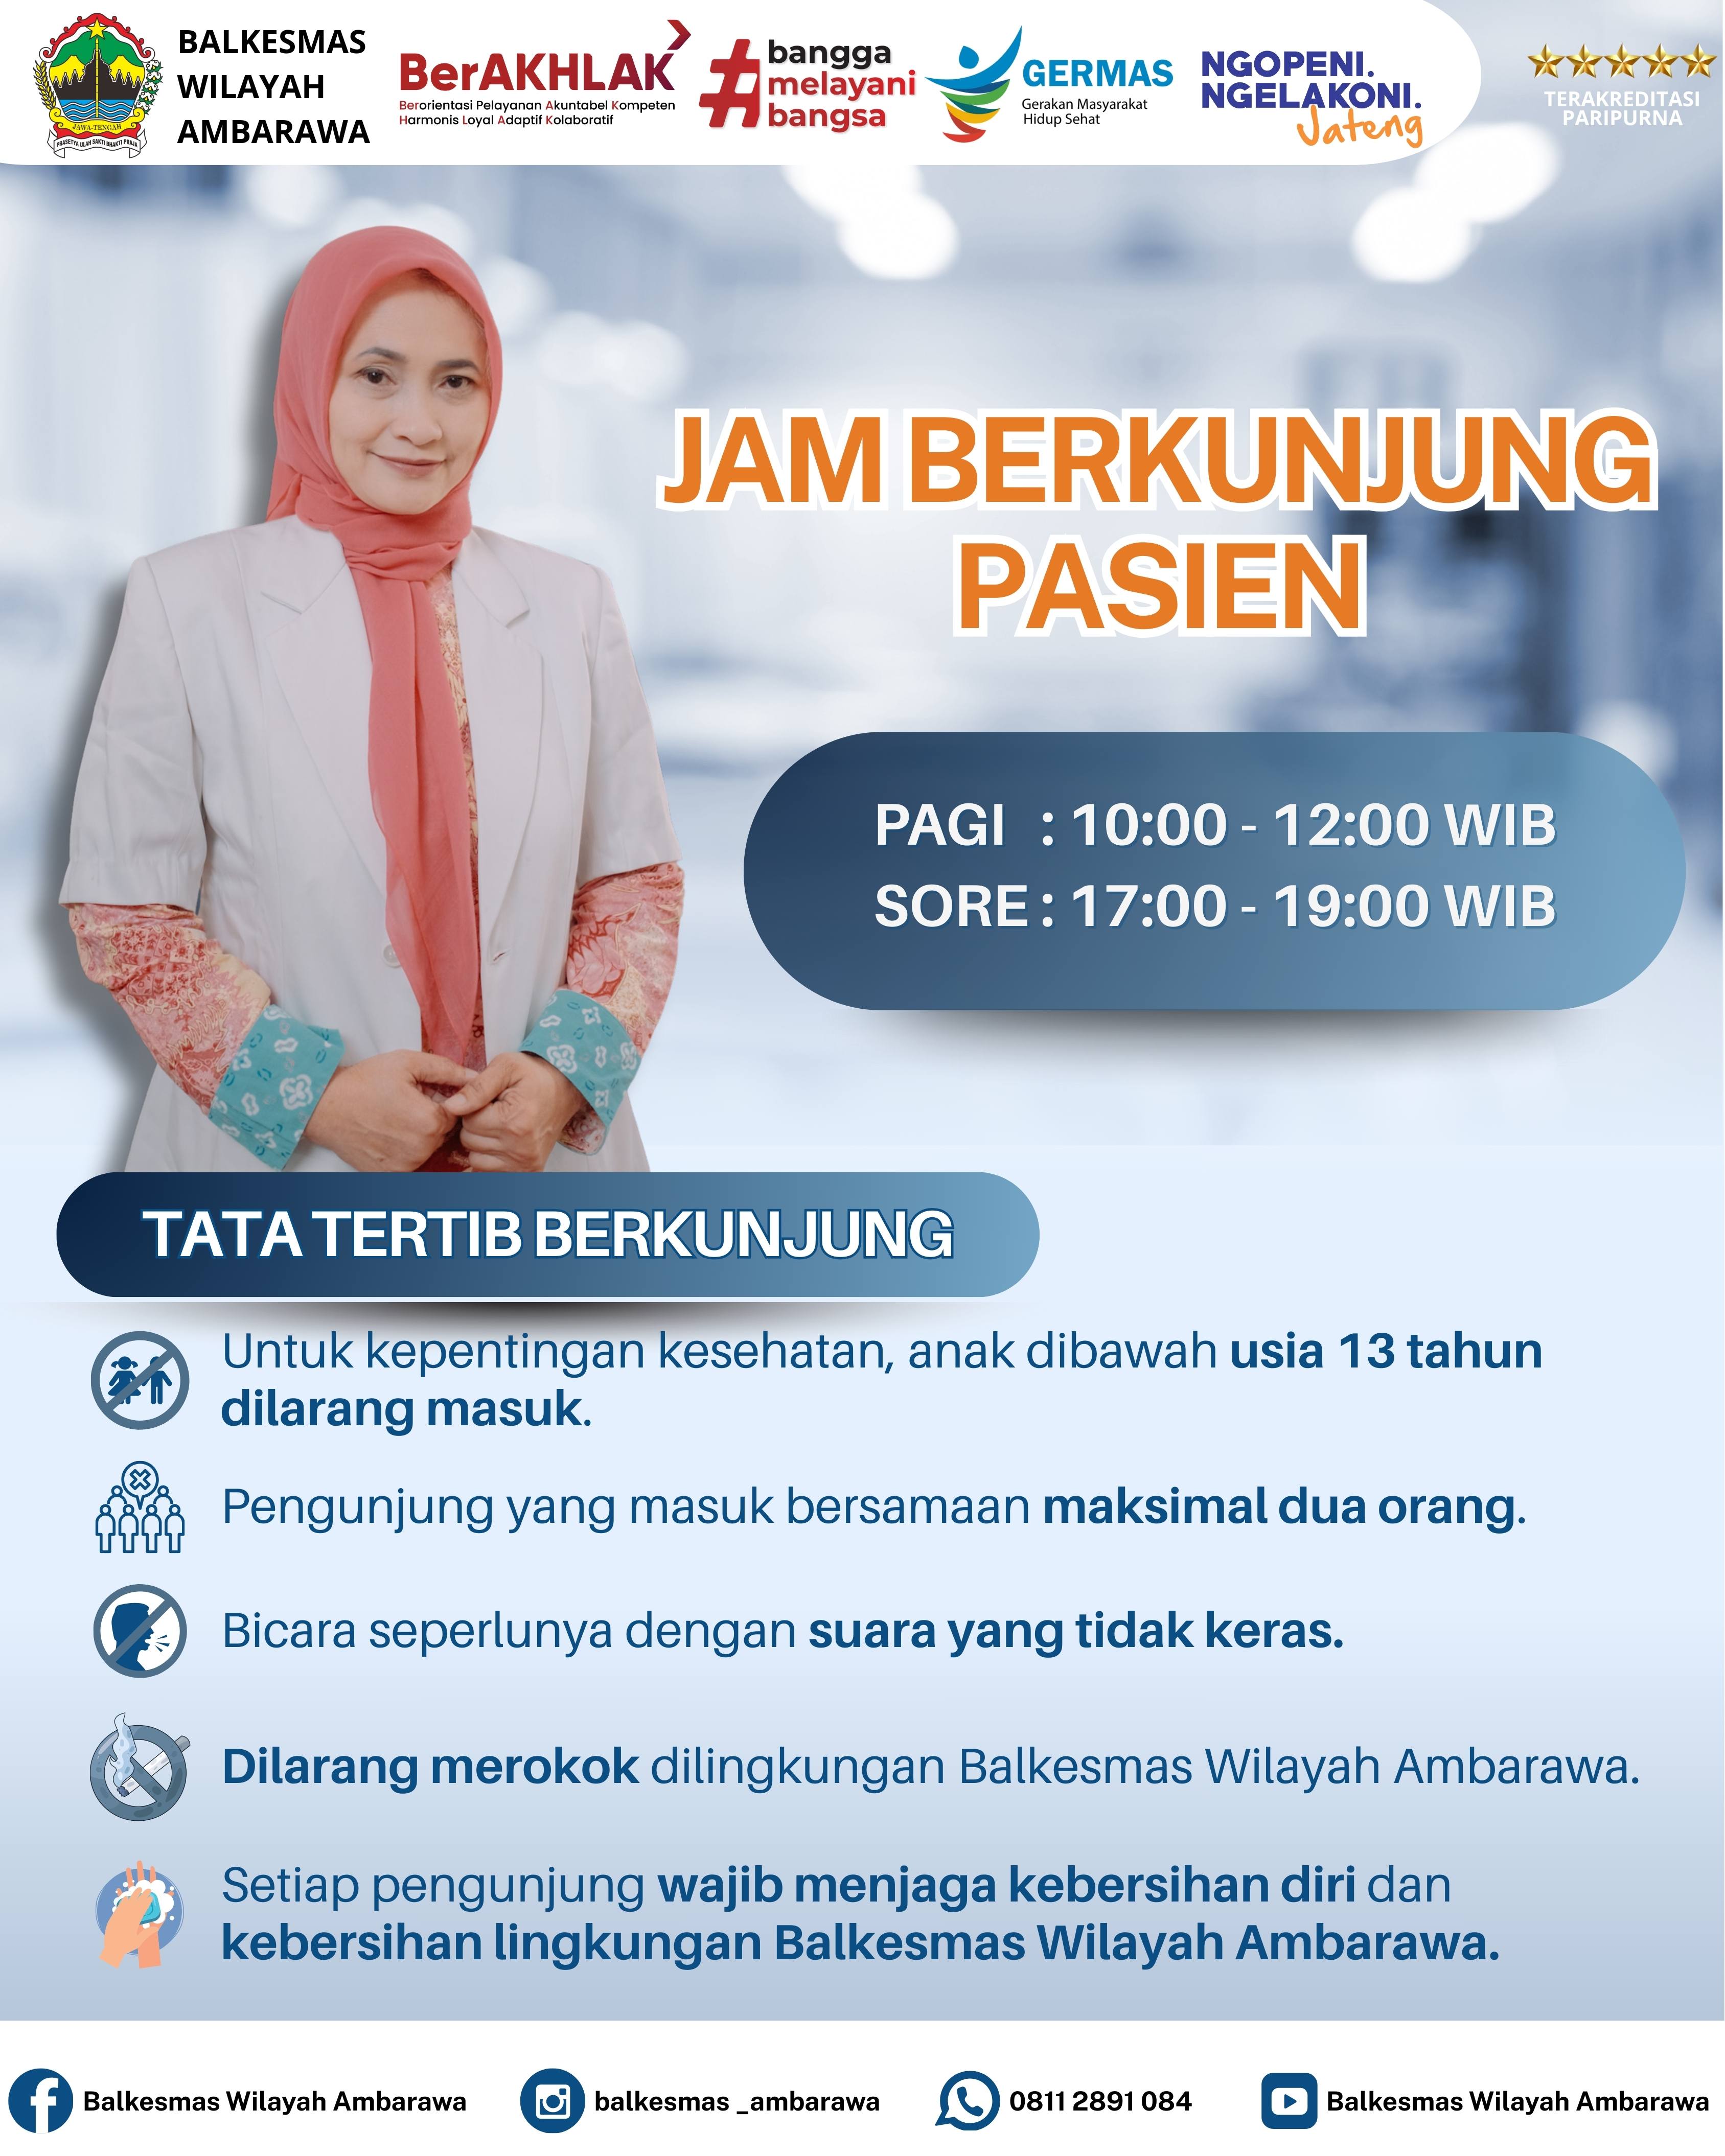 BALKESMAS
WILAYAH
AMBARAWA
JAWA-TENGAH
PRASETYA ULAH SAKTI BHAKTI PRAJA
BerAKHLAK
Berorientasi Pelayanan Akuntabel Kompeten
Harmonis Loyal Adaptif Kolaboratif
#bangga
melayani
bangsa
GERMAS
Gerakan Masyarakat
Hidup Sehat
NGOPENI.
NGELAKONI.
Jateng
TERAKREDITASI
PARIPURNA
JAM BERKUNJUNG
PASIEN
PAGI : 10:00 - 12:00 WIB
SORE : 17:00 - 19:00 WIB
TATA TERTIB BERKUNJUNG
Untuk kepentingan kesehatan, anak dibawah usia 13 tahun
dilarang masuk.
Pengunjung yang masuk bersamaan maksimal dua orang.
Bicara seperlunya dengan suara yang tidak keras.
Dilarang merokok dilingkungan Balkesmas Wilayah Ambarawa.
Setiap pengunjung wajib menjaga kebersihan diri dan
kebersihan lingkungan Balkesmas Wilayah Ambarawa.
Balkesmas Wilayah Ambarawa
balkesmas _ambarawa
0811 2891 084
Balkesmas Wilayah Ambarawa